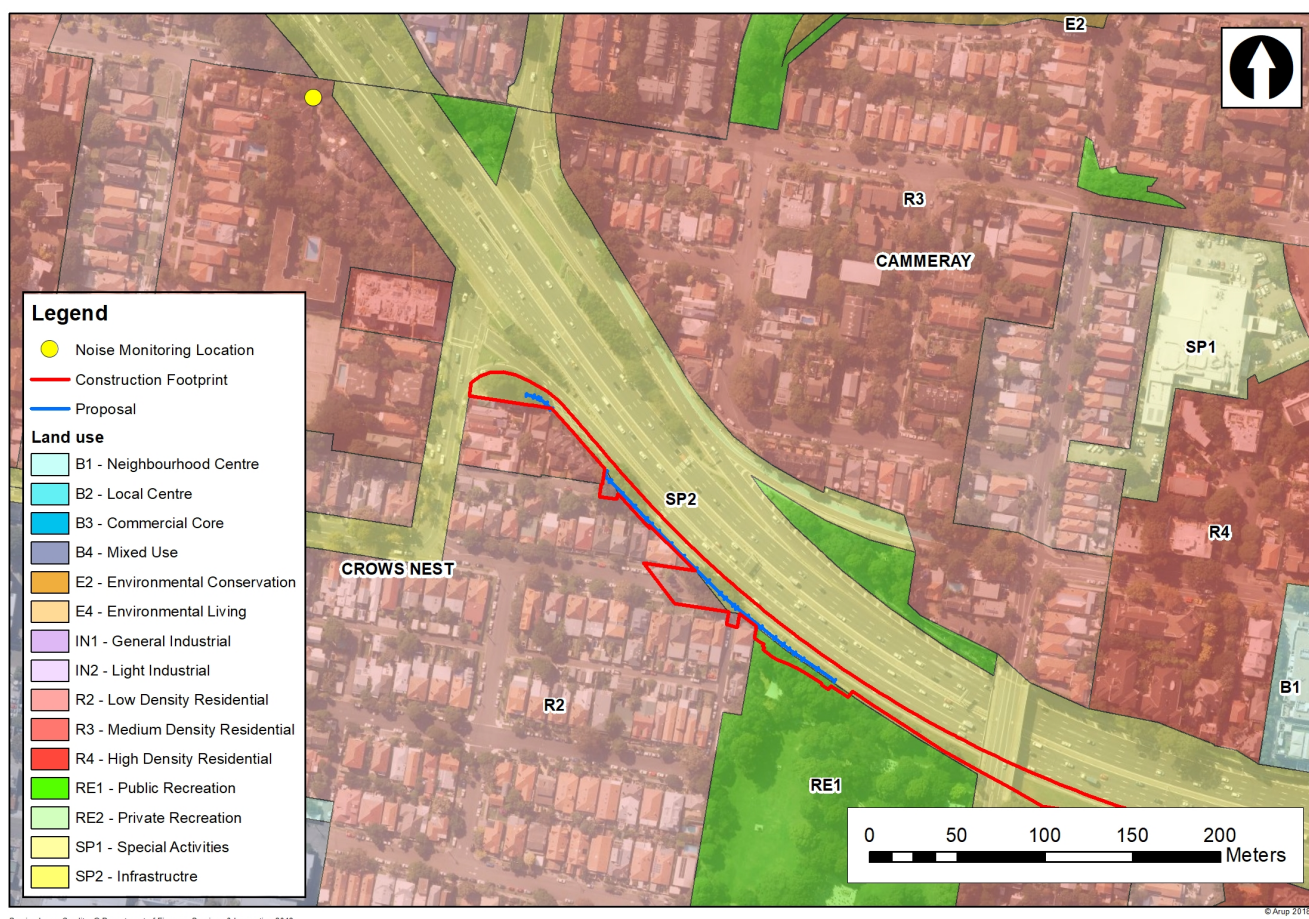 E2
R3
CAMMERAY
SP1
SP2
R4
CROWS NEST
R2
B1
RE1
Legend
Noise Monitoring Location
Construction Footprint
Proposal
Land use
B1 - Neighbourhood Centre
B2 - Local Centre
B3 - Commercial Core
B4 - Mixed Use
E2 - Environmental Conservation
E4 - Environmental Living
IN1 - General Industrial
IN2 - Light Industrial
R2 - Low Density Residential
R3 - Medium Density Residential
R4 - High Density Residential
RE1 - Public Recreation
RE2 - Private Recreation
SP1 - Special Activities
SP2 - Infrastructre
0 50 100 150 200
Meters
© Arup 2018